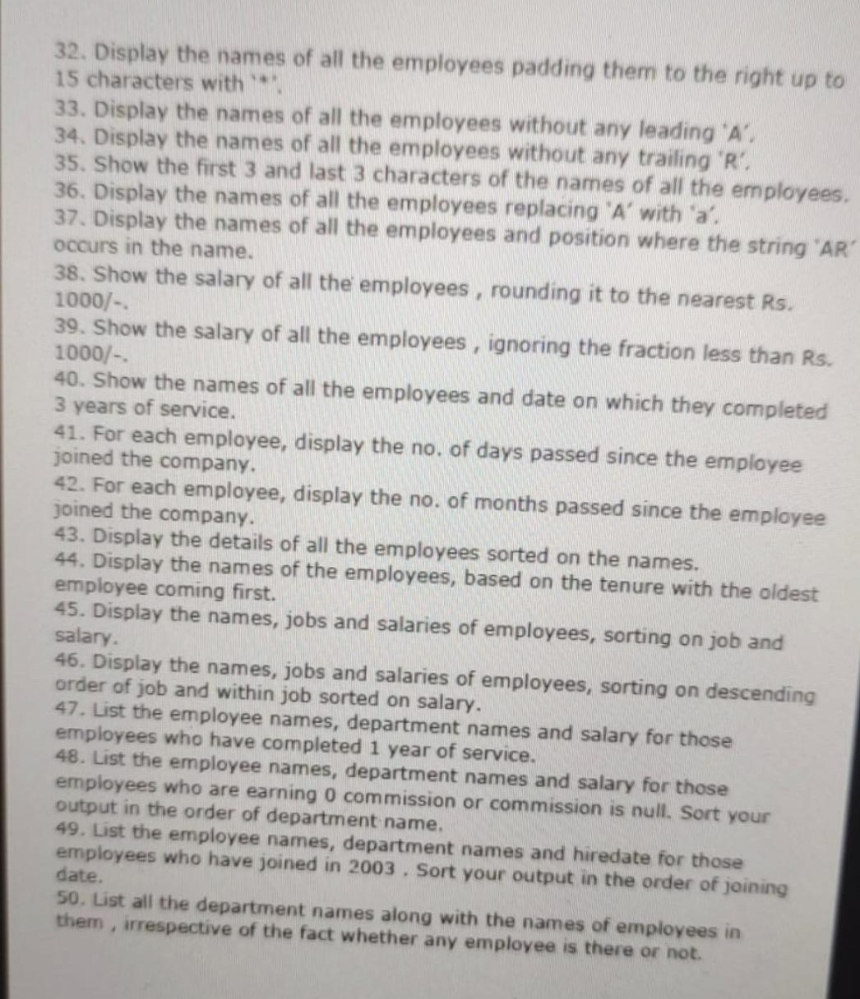 32. Display the names of all the employees padding them to the right up to
15 characters with '*'.
33. Display the names of all the employees without any leading 'A'.
34. Display the names of all the employees without any trailing 'R'.
35. Show the first 3 and last 3 characters of the names of all the employees.
36. Display the names of all the employees replacing 'A' with 'a'.
37. Display the names of all the employees and position where the string 'AR'
occurs in the name.
38. Show the salary of all the employees , rounding it to the nearest Rs.
1000/-.
39. Show the salary of all the employees , ignoring the fraction less than Rs.
1000/-.
40. Show the names of all the employees and date on which they completed
3 years of service.
41. For each employee, display the no. of days passed since the employee
joined the company.
42. For each employee, display the no. of months passed since the employee
joined the company.
43. Display the details of all the employees sorted on the names.
44. Display the names of the employees, based on the tenure with the oldest
employee coming first.
45. Display the names, jobs and salaries of employees, sorting on job and
salary.
46. Display the names, jobs and salaries of employees, sorting on descending
order of job and within job sorted on salary.
47. List the employee names, department names and salary for those
employees who have completed 1 year of service.
48. List the employee names, department names and salary for those
employees who are earning 0 commission or commission is null. Sort your
output in the order of department name.
49. List the employee names, department names and hiredate for those
employees who have joined in 2003 . Sort your output in the order of joining
date.
50. List all the department names along with the names of employees in
them , irrespective of the fact whether any employee is there or not.